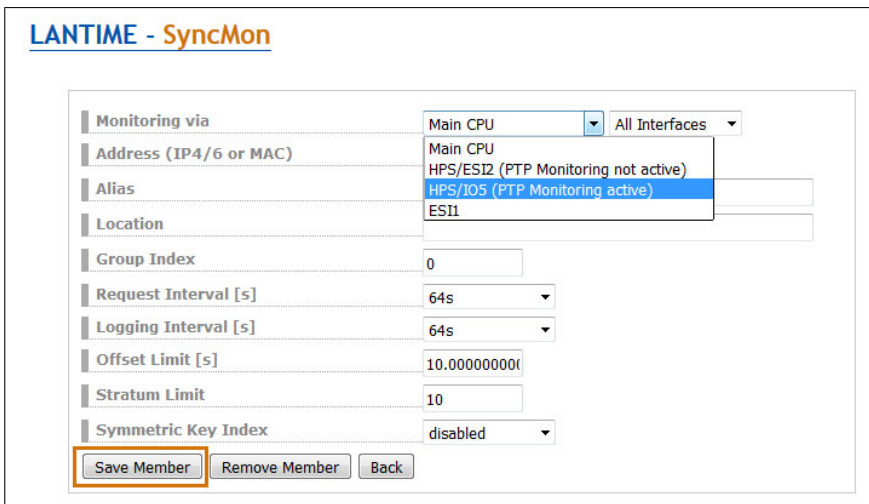 LANTIME - SyncMon
Monitoring via Main CPU All Interfaces
Address (IP4/6 or MAC) Main CPU
HPS/ESI2 (PTP Monitoring not active)
Alias HPS/IO5 (PTP Monitoring active)
ESI1
Location
Group Index 0
Request Interval [s] 64s
Logging Interval [s] 64s
Offset Limit [s] 10.00000000
Stratum Limit 10
Symmetric Key Index disabled
Save Member Remove Member Back